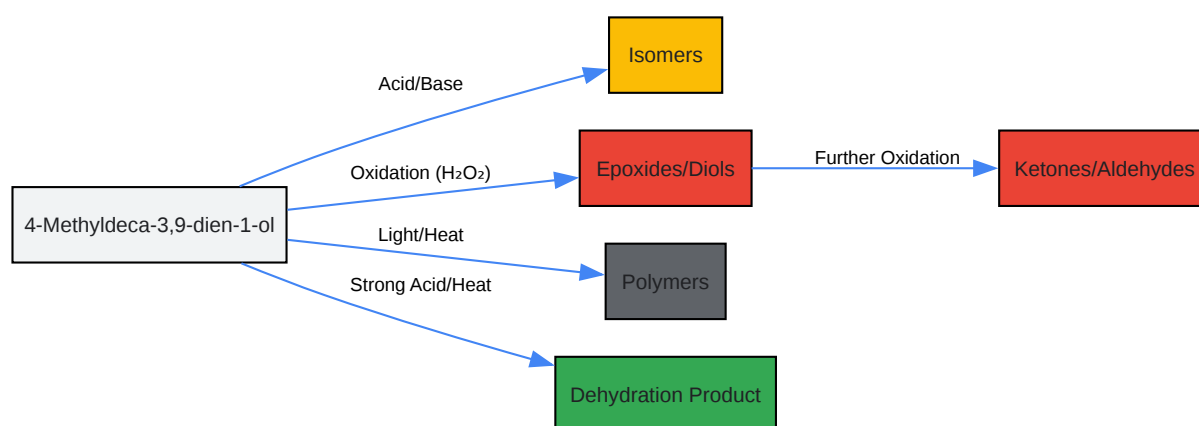 Isomers
Acid/Base
Epoxides/Diols
Further Oxidation
Ketones/Aldehydes
Oxidation (H₂O₂)
4-Methyldeca-3,9-dien-1-ol
Light/Heat
Polymers
Strong Acid/Heat
Dehydration Product